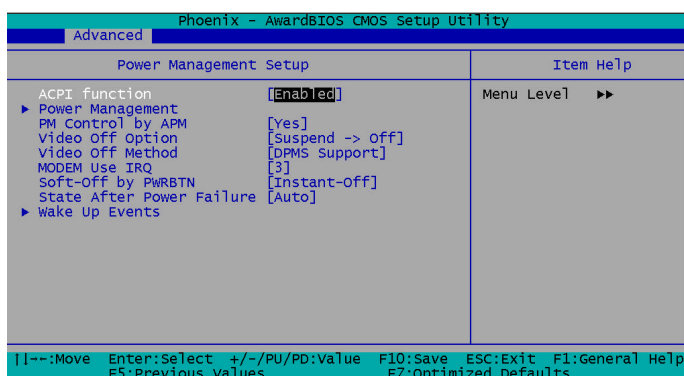 Phoenix - AwardBIOS CMOS Setup Utility
Advanced
Power Management Setup
Item Help
ACPI function [Enabled]
Menu Level ▶▶
▶ Power Management
PM Control by APM [Yes]
Video Off Option [Suspend -> Off]
Video Off Method [DPMS Support]
MODEM Use IRQ [3]
Soft-Off by PWRBTN [Instant-Off]
State After Power Failure [Auto]
▶ Wake Up Events
:Move Enter:Select +/-/PU/PD:Value F10:Save ESC:Exit F1:General Help
F5:Previous Values F7:Optimized Defaults